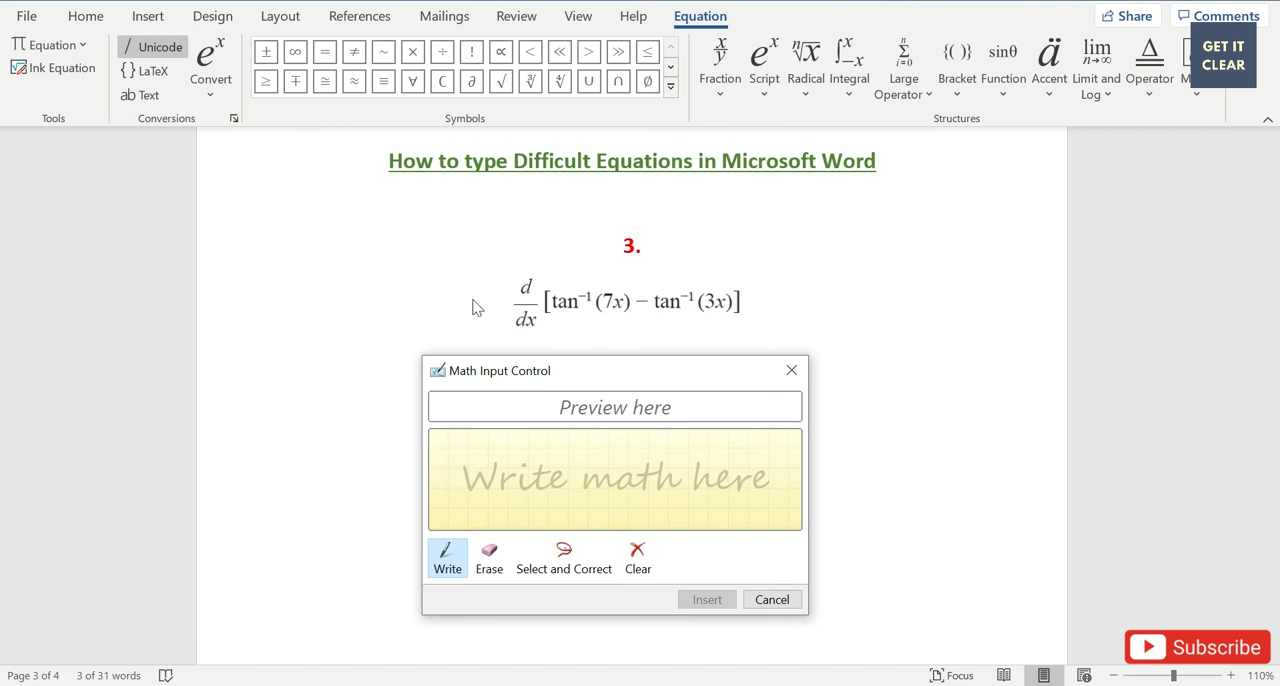 File Home Insert Design Layout References Mailings Review View Help Equation Share Comments
GET IT
CLEAR
Equation
Ink Equation
Tools
Unicode
LaTeX
ab Text
Convert
Conversions
± ∞ = ≠ ~ × ÷ ! ∝ < ≪ > ≫ ≤
≥ ∓ ≅ ≈ ≡ ∀ ∁ ∂ √ ∛ ∜ ∪ ∩ ∅
Symbols
Fraction Script Radical Integral Large
Operator Bracket Function Accent Limit and
Log Operator
Structures
How to type Difficult Equations in Microsoft Word
3.
d/dx [tan⁻¹ (7x) − tan⁻¹ (3x)]
Math Input Control
Preview here
Write math here
Write Erase Select and Correct Clear
Insert Cancel
Subscribe
Page 3 of 4 3 of 31 words Focus 110%